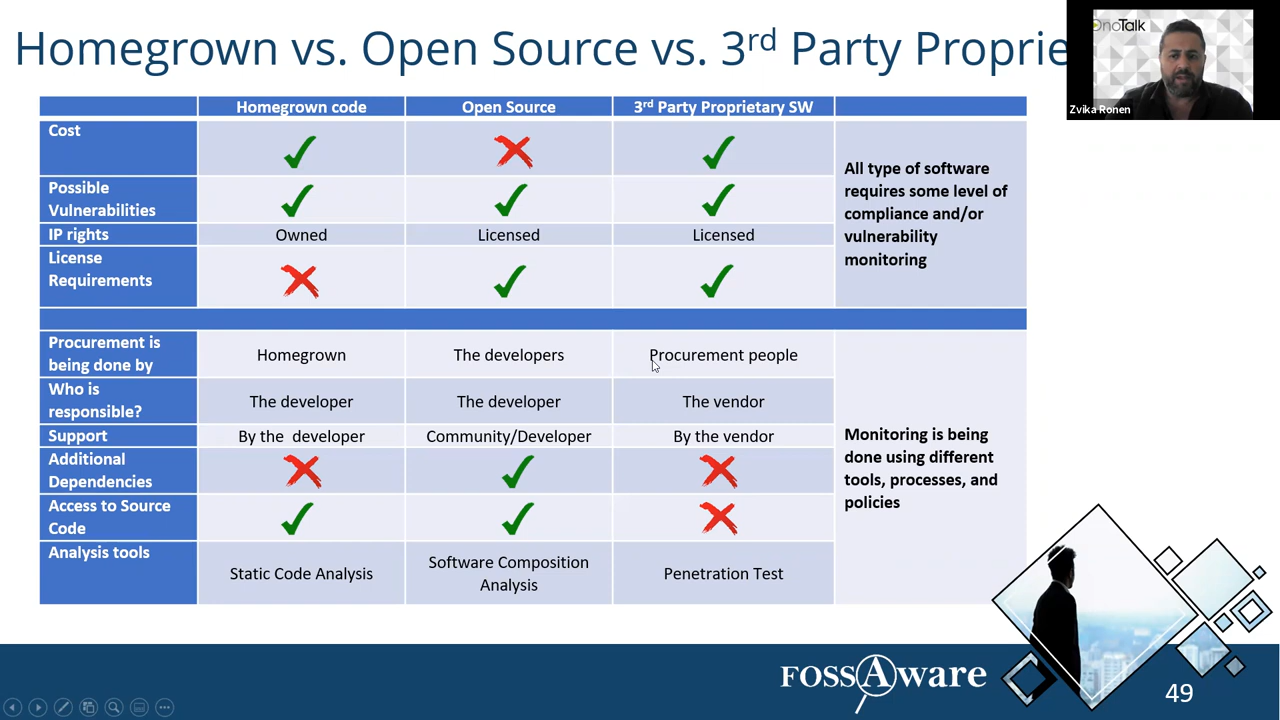 Homegrown vs. Open Source vs. 3rd Party Proprie
noTalk
Zvika Ronen
Homegrown code
Open Source
3rd Party Proprietary SW
Cost
Possible
Vulnerabilities
IP rights
Owned
Licensed
Licensed
License
Requirements
All type of software
requires some level of
compliance and/or
vulnerability
monitoring
Procurement is
being done by
Homegrown
The developers
Procurement people
Who is
responsible?
The developer
The developer
The vendor
Support
By the developer
Community/Developer
By the vendor
Additional
Dependencies
Access to Source
Code
Analysis tools
Static Code Analysis
Software Composition
Analysis
Penetration Test
Monitoring is being
done using different
tools, processes, and
policies
FOSSAware
49